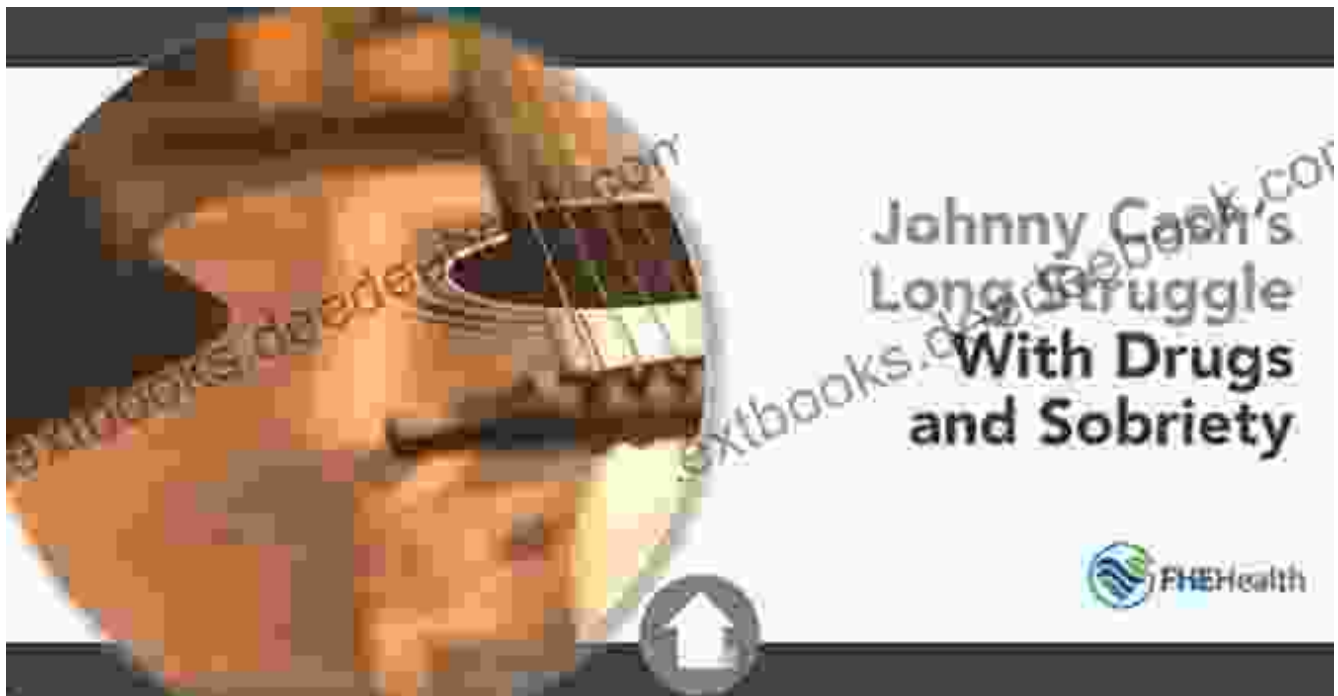 Johnny Cash's
Long Struggle
With Drugs
and Sobriety
FHEHealth